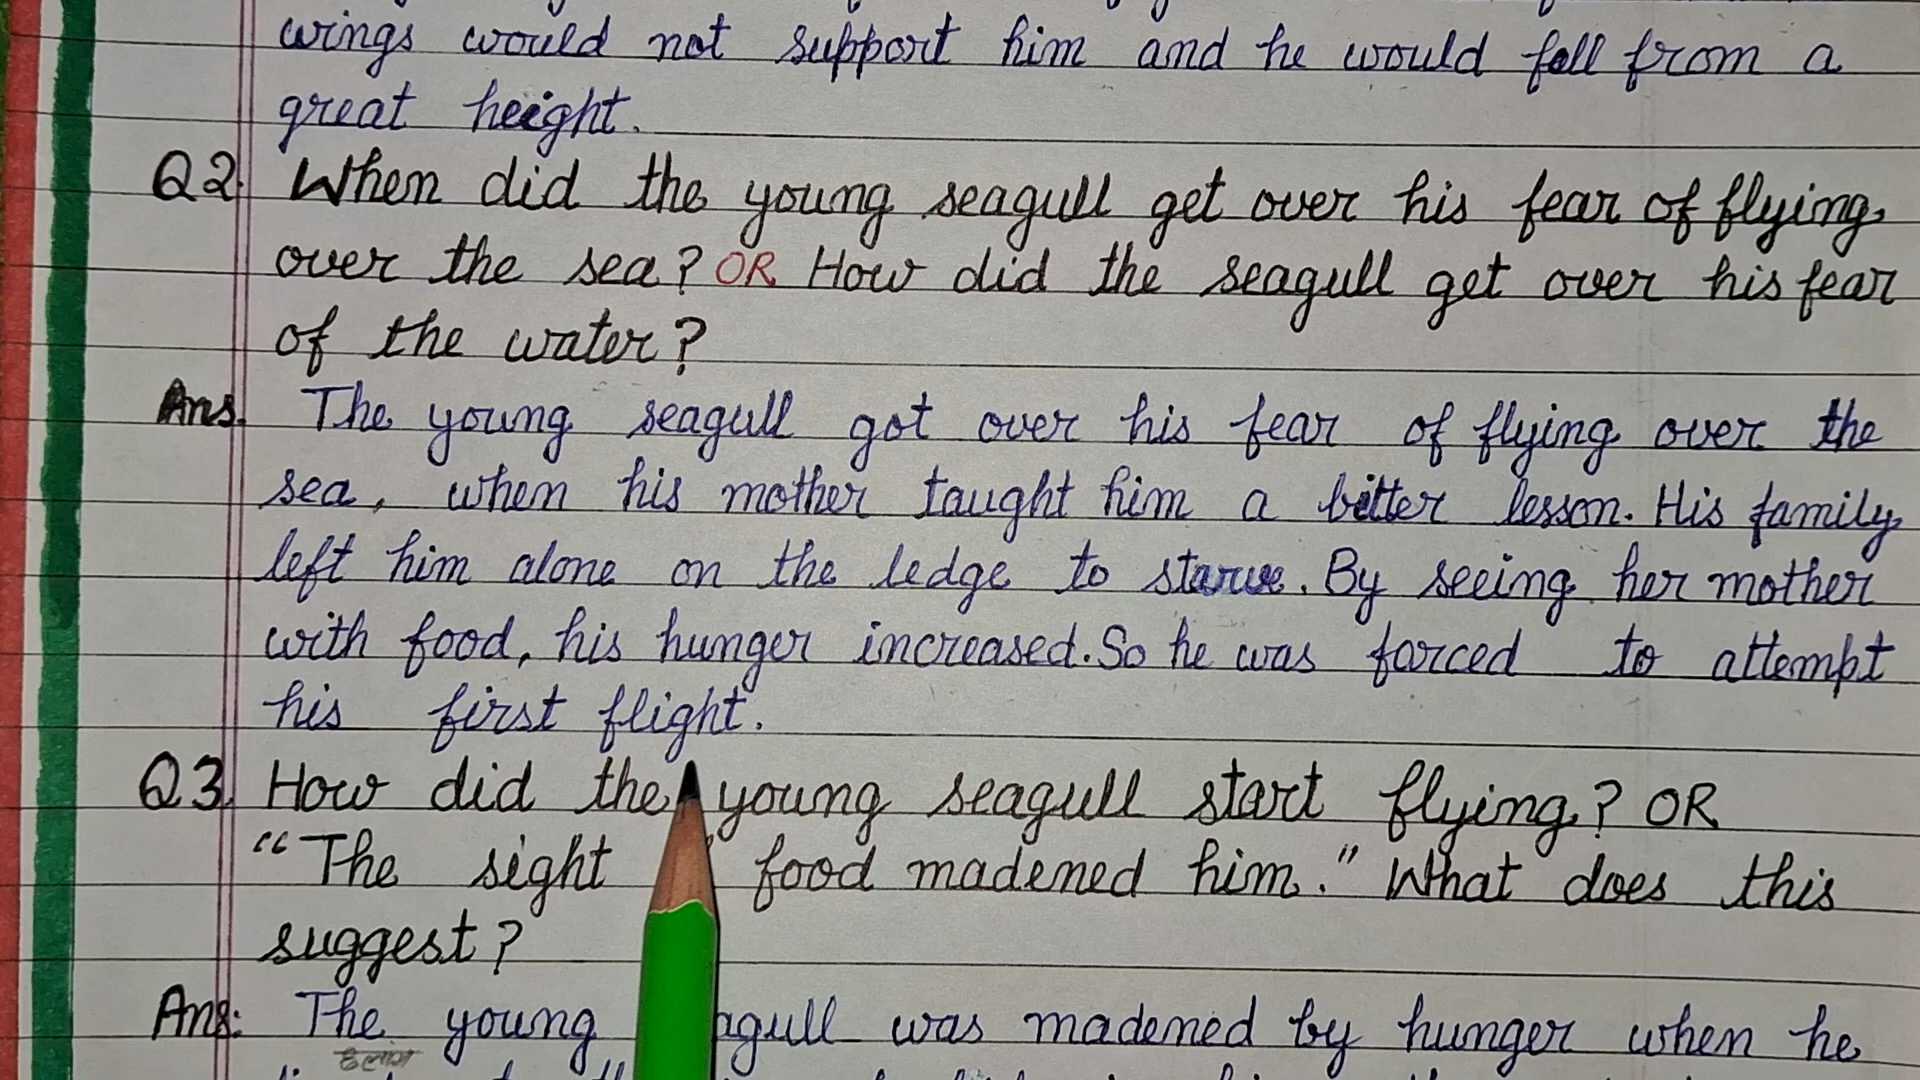 wings would not support him and he would fall from a
great height.
Q2. When did the young seagull get over his fear of flying
over the sea? OR How did the seagull get over his fear
of the water?
Ans. The young seagull got over his fear of flying over the
sea, when his mother taught him a bitter lesson. His family
left him alone on the ledge to starve. By seeing her mother
with food, his hunger increased. So he was forced to attempt
his first flight.
Q3. How did the young seagull start flying? OR
"The sight food madened him." What does this
suggest?
Ans: The young agull was madened by hunger when he